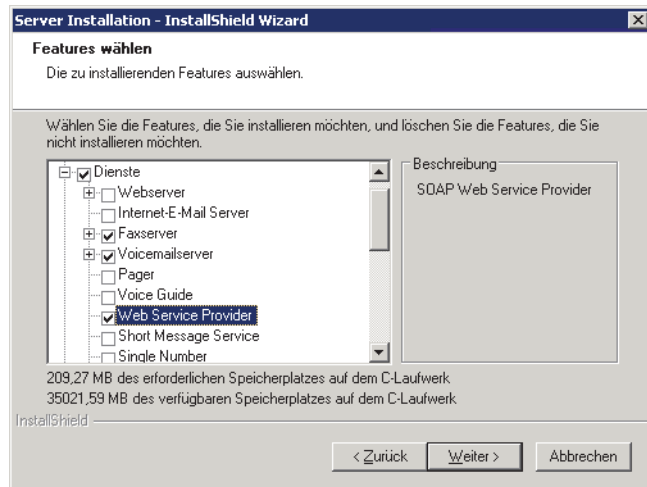 Server Installation - InstallShield Wizard
Features wählen
Die zu installierenden Features auswählen.
Wählen Sie die Features, die Sie installieren möchten, und löschen Sie die Features, die Sie
nicht installieren möchten.
Dienste
Webserver
Internet-E-Mail Server
Faxserver
Voicemailserver
Pager
Voice Guide
Web Service Provider
Short Message Service
Single Number
Beschreibung
SOAP Web Service Provider
209,27 MB des erforderlichen Speicherplatzes auf dem C-Laufwerk
35021,59 MB des verfügbaren Speicherplatzes auf dem C-Laufwerk
InstallShield
< Zurück
Weiter >
Abbrechen